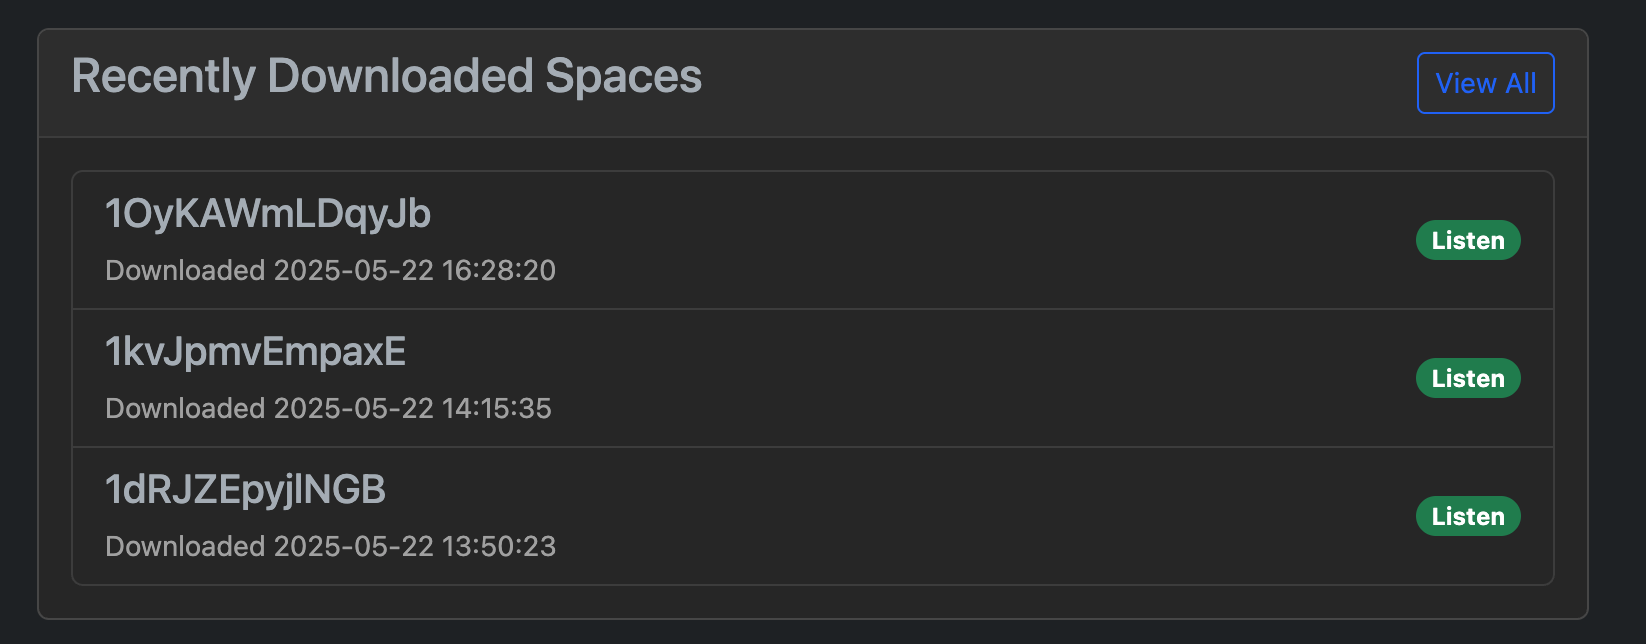 Recently Downloaded Spaces
View All
1OyKAWmLDqyJb
Listen
Downloaded 2025-05-22 16:28:20
1kvJpmvEmpaxE
Listen
Downloaded 2025-05-22 14:15:35
1dRJZEpyjlNGB
Listen
Downloaded 2025-05-22 13:50:23